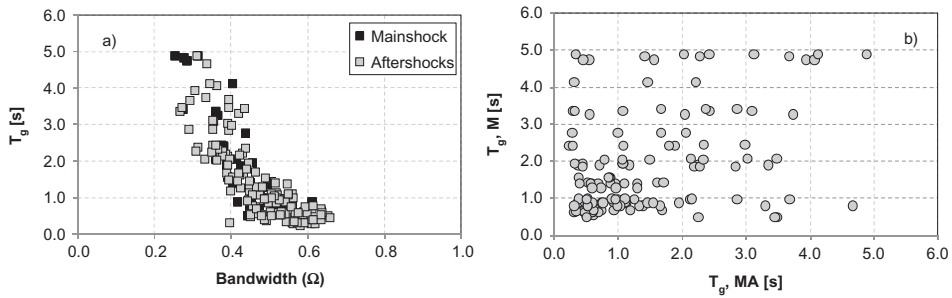 a)
Mainshock
Aftershocks
T_g [s]
6.0
5.0
4.0
3.0
2.0
1.0
0.0
0.0 0.2 0.4 0.6 0.8 1.0
Bandwidth (Ω)
b)
T_g, M [s]
6.0
5.0
4.0
3.0
2.0
1.0
0.0
0.0 1.0 2.0 3.0 4.0 5.0 6.0
T_g, MA [s]